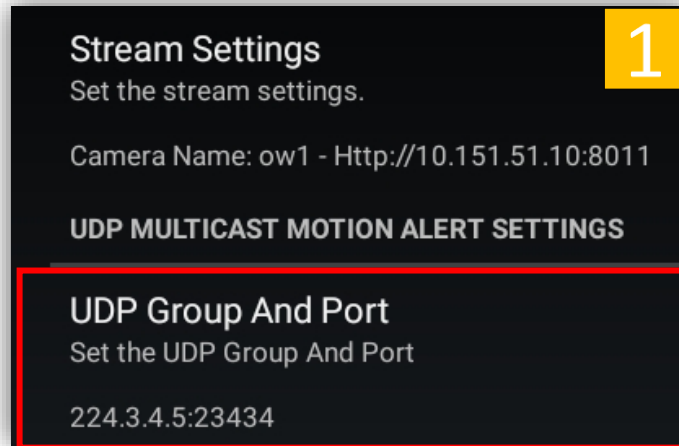 Stream Settings
1
Set the stream settings.
Camera Name: ow1 - Http://10.151.51.10:8011
UDP MULTICAST MOTION ALERT SETTINGS
UDP Group And Port
Set the UDP Group And Port
224.3.4.5:23434